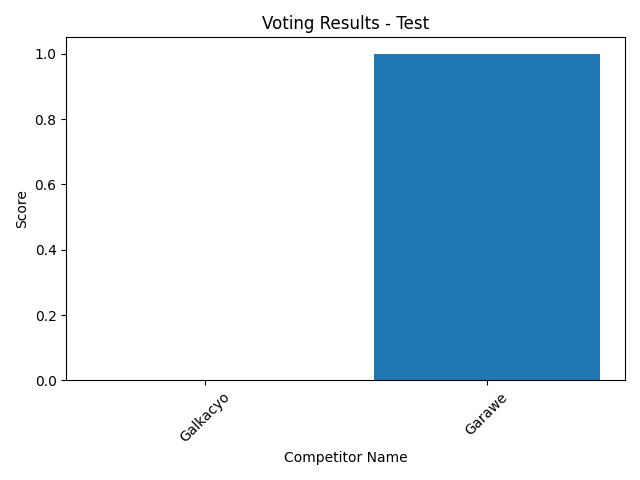 Voting Results - Test
1.0
0.8
0.6
0.4
0.2
0.0
Score
Galkacyo
Garawe
Competitor Name